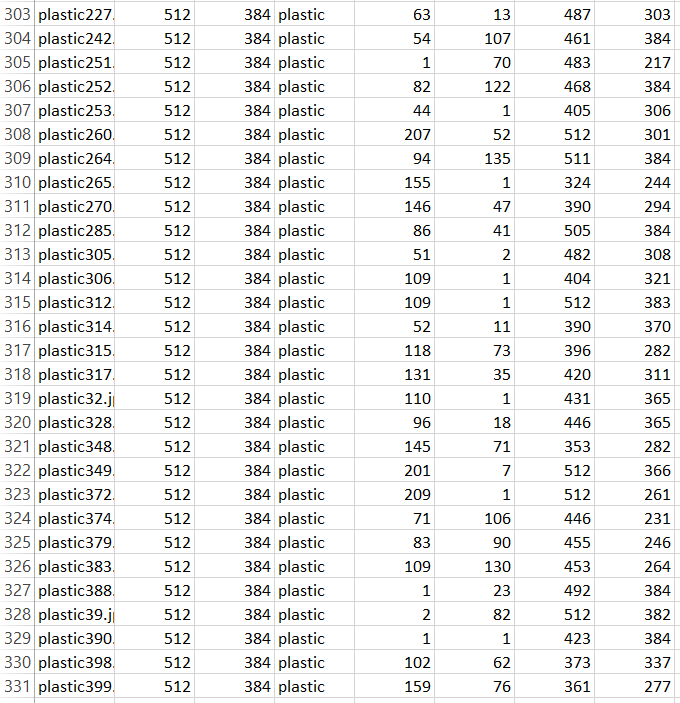 303 plastic227. 512 384 plastic 63 13 487 303
304 plastic242. 512 384 plastic 54 107 461 384
305 plastic251. 512 384 plastic 1 70 483 217
306 plastic252. 512 384 plastic 82 122 468 384
307 plastic253. 512 384 plastic 44 1 405 306
308 plastic260. 512 384 plastic 207 52 512 301
309 plastic264. 512 384 plastic 94 135 511 384
310 plastic265. 512 384 plastic 155 1 324 244
311 plastic270. 512 384 plastic 146 47 390 294
312 plastic285. 512 384 plastic 86 41 505 384
313 plastic305. 512 384 plastic 51 2 482 308
314 plastic306. 512 384 plastic 109 1 404 321
315 plastic312. 512 384 plastic 109 1 512 383
316 plastic314. 512 384 plastic 52 11 390 370
317 plastic315. 512 384 plastic 118 73 396 282
318 plastic317. 512 384 plastic 131 35 420 311
319 plastic32.j 512 384 plastic 110 1 431 365
320 plastic328. 512 384 plastic 96 18 446 365
321 plastic348. 512 384 plastic 145 71 353 282
322 plastic349. 512 384 plastic 201 7 512 366
323 plastic372. 512 384 plastic 209 1 512 261
324 plastic374. 512 384 plastic 71 106 446 231
325 plastic379. 512 384 plastic 83 90 455 246
326 plastic383. 512 384 plastic 109 130 453 264
327 plastic388. 512 384 plastic 1 23 492 384
328 plastic39.j 512 384 plastic 2 82 512 382
329 plastic390. 512 384 plastic 1 1 423 384
330 plastic398. 512 384 plastic 102 62 373 337
331 plastic399. 512 384 plastic 159 76 361 277